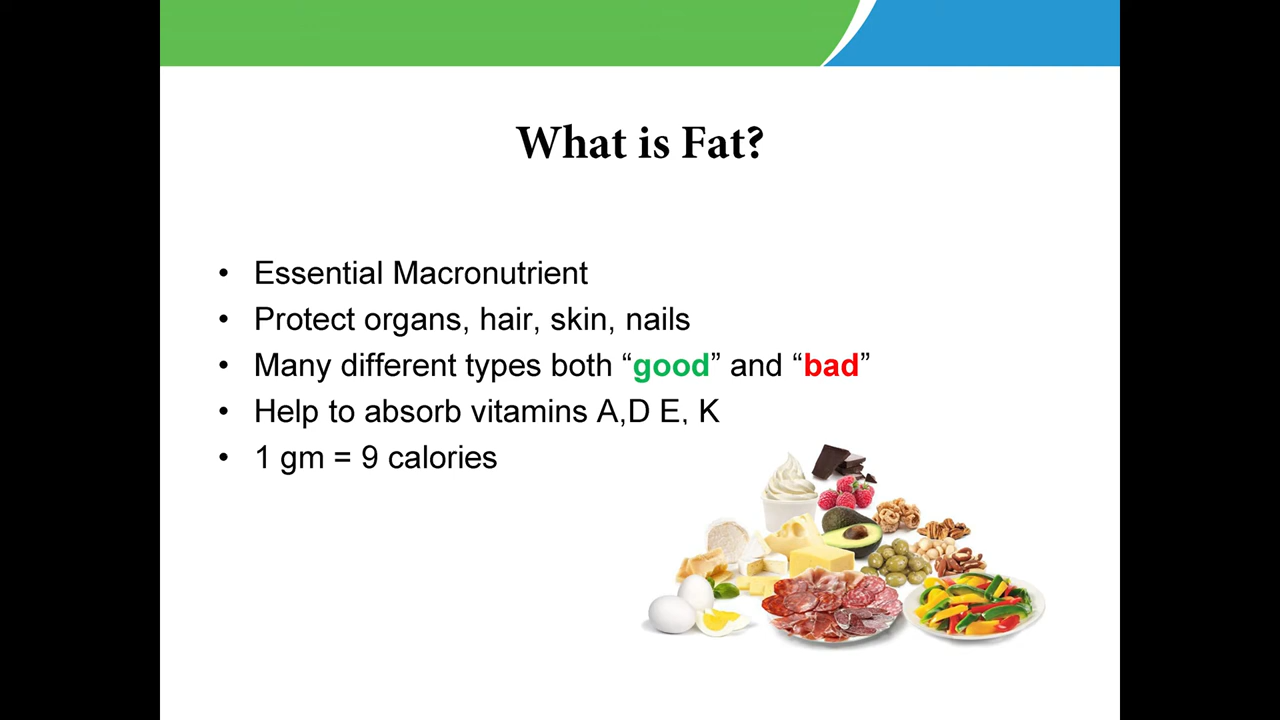 What is Fat?
• Essential Macronutrient
• Protect organs, hair, skin, nails
• Many different types both “good” and “bad”
• Help to absorb vitamins A,D E, K
• 1 gm = 9 calories